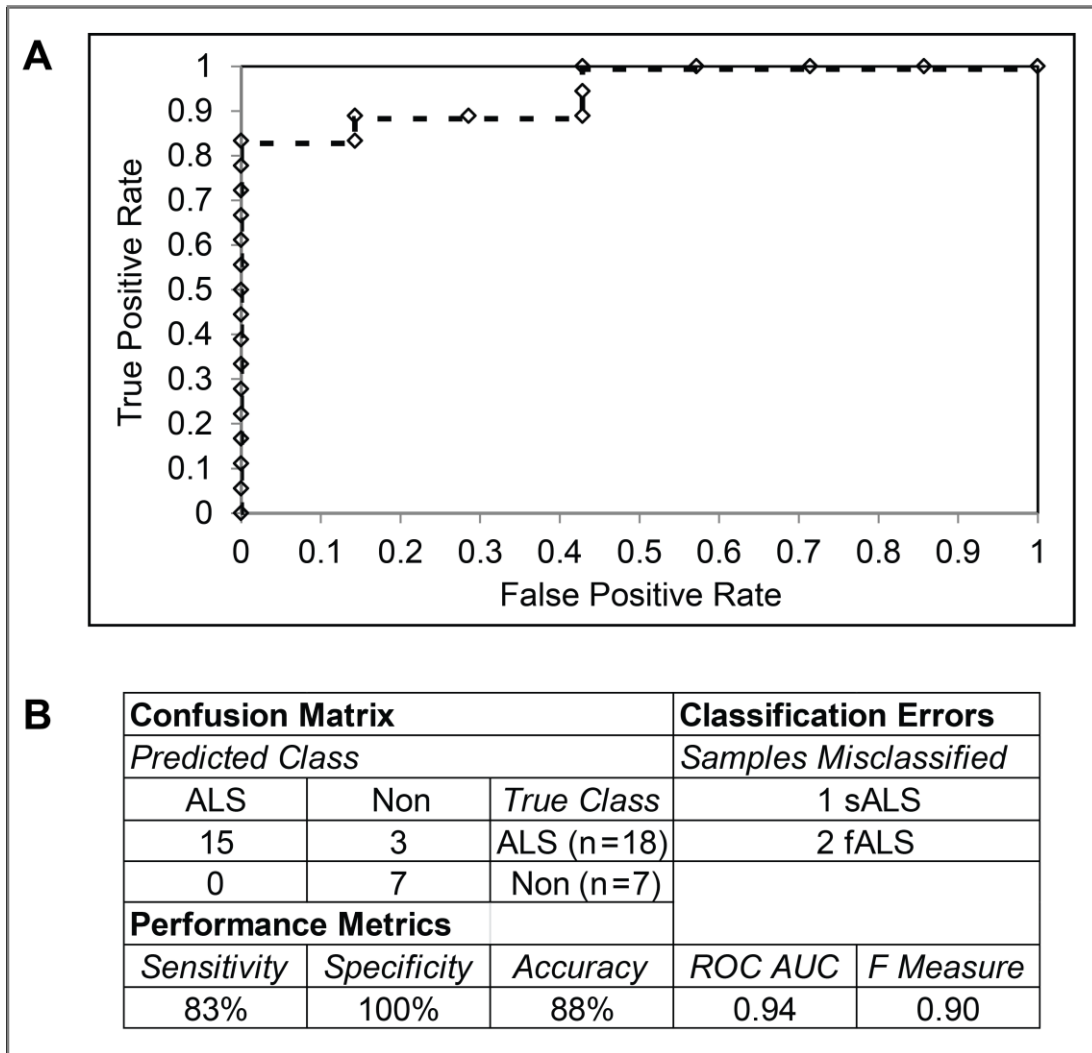 A
True Positive Rate
1
0.9
0.8
0.7
0.6
0.5
0.4
0.3
0.2
0.1
0
0 0.1 0.2 0.3 0.4 0.5 0.6 0.7 0.8 0.9 1
False Positive Rate
B
Confusion Matrix Classification Errors
Predicted Class Samples Misclassified
ALS Non True Class 1 sALS
15 3 ALS (n=18) 2 fALS
0 7 Non (n=7)
Performance Metrics
Sensitivity Specificity Accuracy ROC AUC F Measure
83% 100% 88% 0.94 0.90